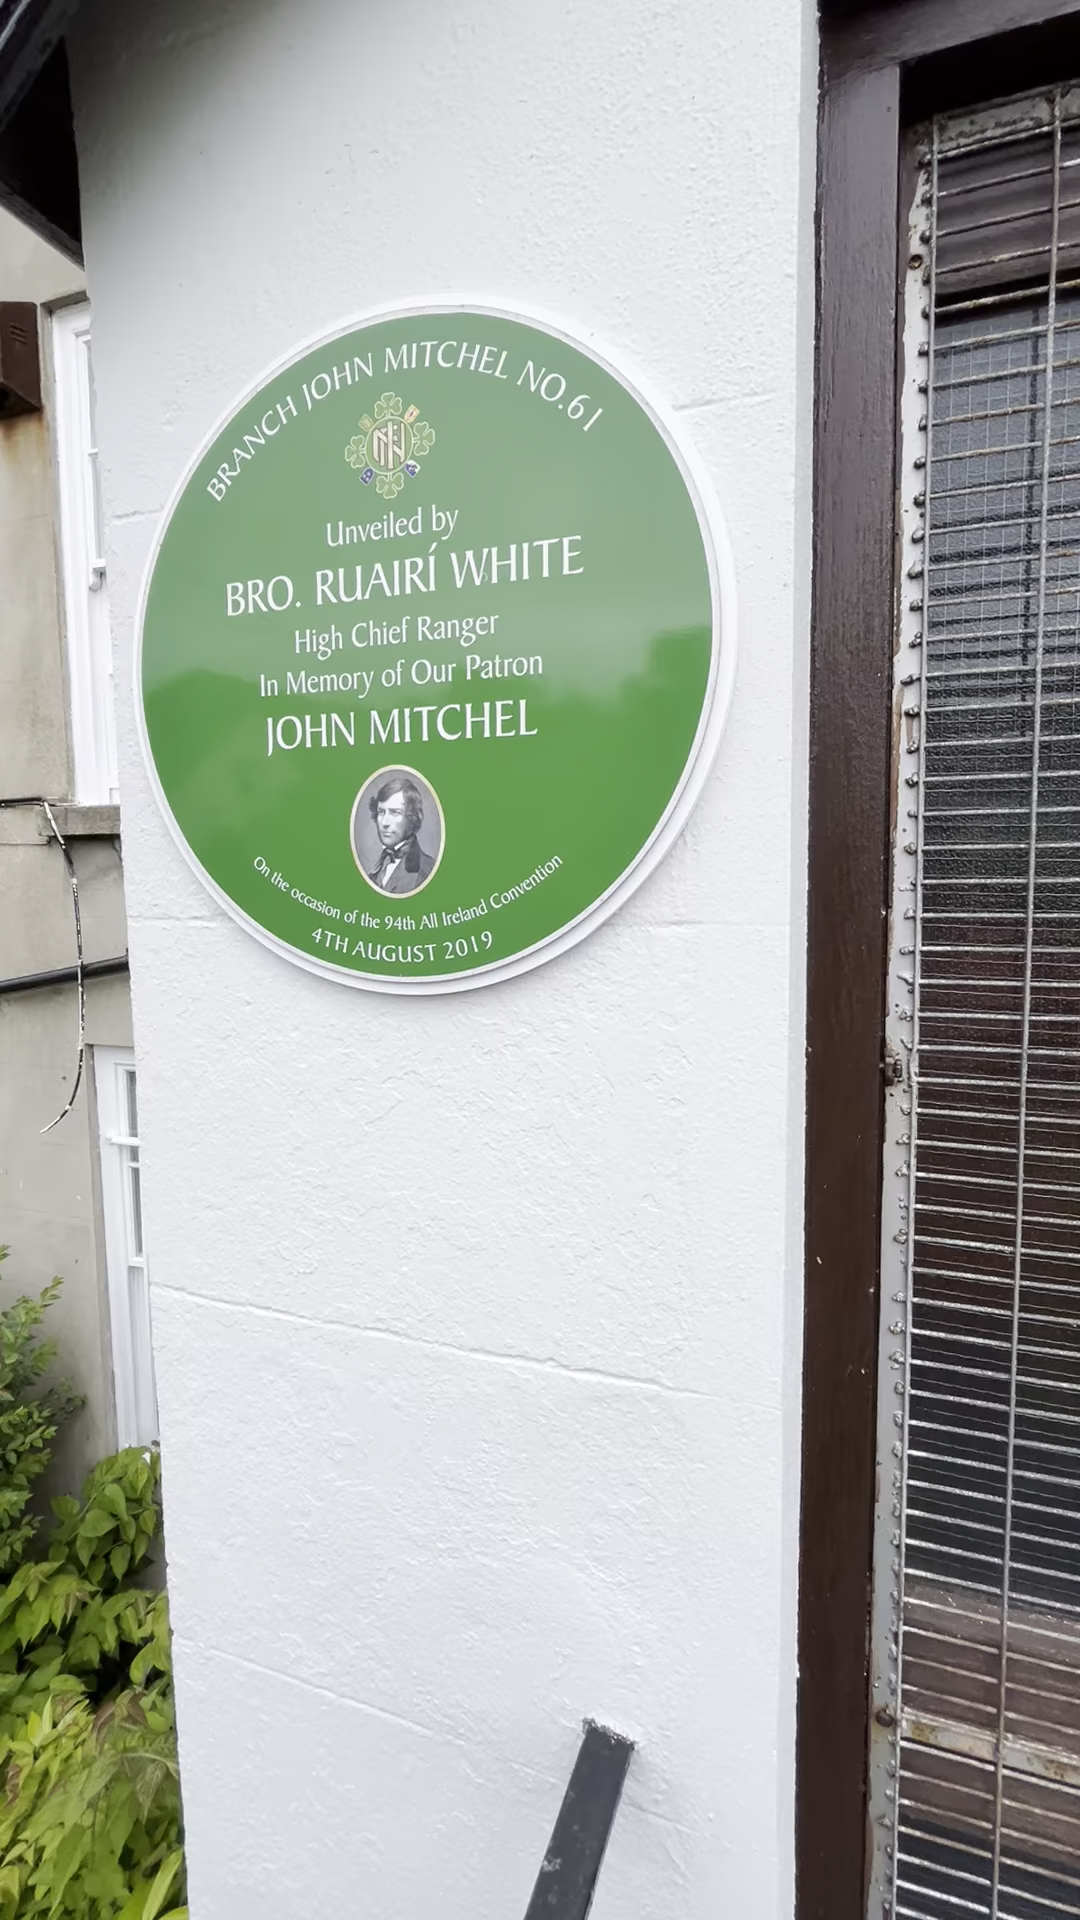 BRANCH JOHN MITCHEL NO.61
Unveiled by
BRO. RUAIRÍ WHITE
High Chief Ranger
In Memory of Our Patron
JOHN MITCHEL
On the occasion of the 94th All Ireland Convention
4TH AUGUST 2019